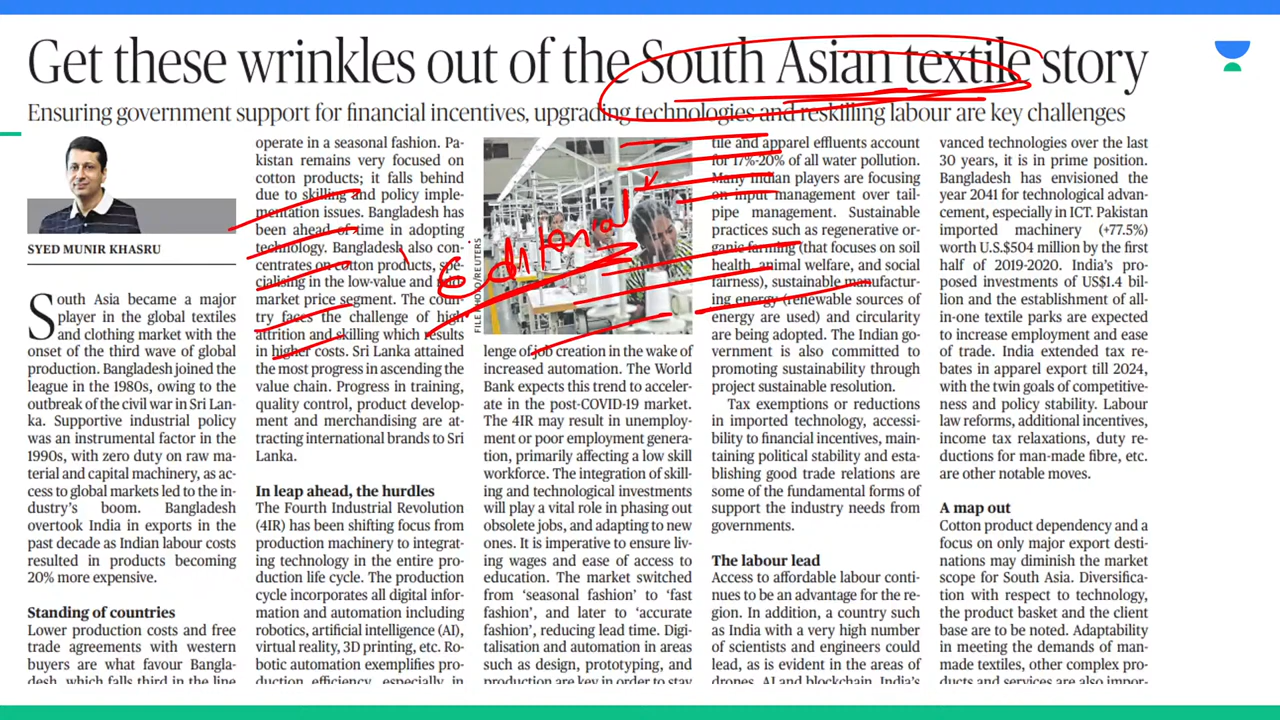 Get these wrinkles out of the South Asian textile story
Ensuring government support for financial incentives, upgrading technologies and reskilling labour are key challenges
SYED MUNIR KHASRU
South Asia became a major
player in the global textiles
and clothing market with the
onset of the third wave of global
production. Bangladesh joined the
league in the 1980s, owing to the
outbreak of the civil war in Sri Lan-
ka. Supportive industrial policy
was an instrumental factor in the
1990s, with zero duty on raw ma-
terial and capital machinery, as ac-
cess to global markets led to the in-
dustry's boom. Bangladesh
overtook India in exports in the
past decade as Indian labour costs
resulted in products becoming
20% more expensive.
Standing of countries
Lower production costs and free
trade agreements with western
buyers are what favour Bangla-
desh, which falls third in the line
operate in a seasonal fashion. Pa-
kistan remains very focused on
cotton products; it falls behind
due to skilling and policy imple-
mentation issues. Bangladesh has
been ahead of time in adopting
technology. Bangladesh also con-
centrates on cotton products, spe-
cialising in the low-value and mid-
market price segment. The coun-
try faces the challenge of high
attrition and skilling which results
in higher costs. Sri Lanka attained
the most progress in ascending the
value chain. Progress in training,
quality control, product develop-
ment and merchandising are at-
tracting international brands to Sri
Lanka.
In leap ahead, the hurdles
The Fourth Industrial Revolution
(4IR) has been shifting focus from
production machinery to integrat-
ing technology in the entire pro-
duction life cycle. The production
cycle incorporates all digital infor-
mation and automation including
robotics, artificial intelligence (AI),
virtual reality, 3D printing, etc. Ro-
botic automation exemplifies pro-
duction efficiency, especially in
Editorial
FILE PHOTO/REUTERS
lenge of job creation in the wake of
increased automation. The World
Bank expects this trend to acceler-
ate in the post-COVID-19 market.
The 4IR may result in unemploy-
ment or poor employment genera-
tion, primarily affecting a low skill
workforce. The integration of skill-
ing and technological investments
will play a vital role in phasing out
obsolete jobs, and adapting to new
ones. It is imperative to ensure liv-
ing wages and ease of access to
education. The market switched
from 'seasonal fashion' to 'fast
fashion', and later to 'accurate
fashion', reducing lead time. Digi-
talisation and automation in areas
such as design, prototyping, and
production are key in order to stay
tile and apparel effluents account
for 17%-20% of all water pollution.
Many Indian players are focusing
on input management over tail-
pipe management. Sustainable
practices such as regenerative or-
ganic farming (that focuses on soil
health, animal welfare, and social
fairness), sustainable manufactur-
ing energy (renewable sources of
energy are used) and circularity
are being adopted. The Indian go-
vernment is also committed to
promoting sustainability through
project sustainable resolution.
Tax exemptions or reductions
in imported technology, accessi-
bility to financial incentives, main-
taining political stability and esta-
blishing good trade relations are
some of the fundamental forms of
support the industry needs from
governments.
The labour lead
Access to affordable labour conti-
nues to be an advantage for the re-
gion. In addition, a country such
as India with a very high number
of scientists and engineers could
lead, as is evident in the areas of
drones, AI and blockchain. India's
vanced technologies over the last
30 years, it is in prime position.
Bangladesh has envisioned the
year 2041 for technological advan-
cement, especially in ICT. Pakistan
imported machinery (+77.5%)
worth U.S.$504 million by the first
half of 2019-2020. India's pro-
posed investments of US$1.4 bil-
lion and the establishment of all-
in-one textile parks are expected
to increase employment and ease
of trade. India extended tax re-
bates in apparel export till 2024,
with the twin goals of competitive-
ness and policy stability. Labour
law reforms, additional incentives,
income tax relaxations, duty re-
ductions for man-made fibre, etc.
are other notable moves.
A map out
Cotton product dependency and a
focus on only major export desti-
nations may diminish the market
scope for South Asia. Diversifica-
tion with respect to technology,
the product basket and the client
base are to be noted. Adaptability
in meeting the demands of man-
made textiles, other complex pro-
ducts and services are also impor-